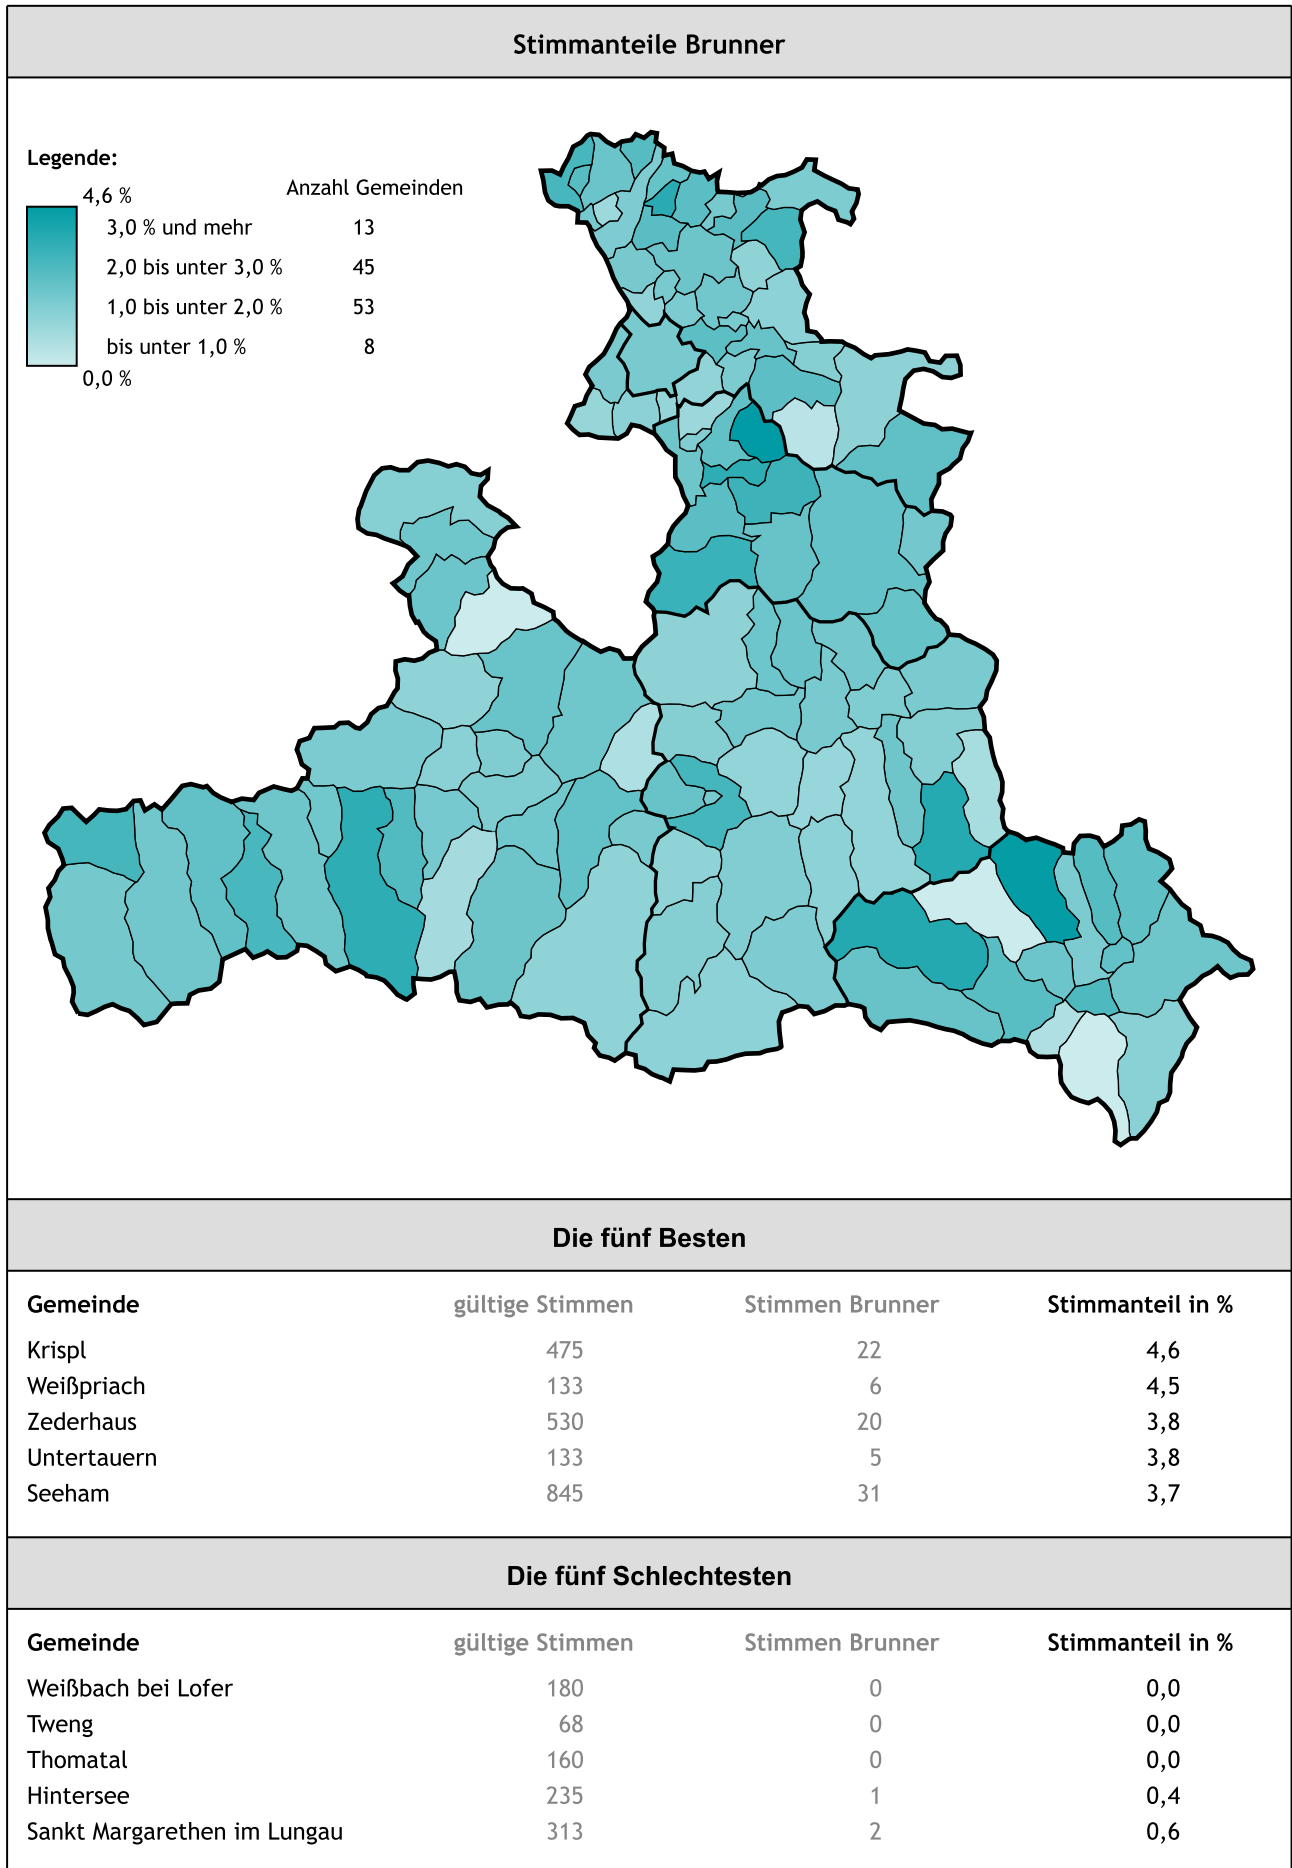 Stimmanteile Brunner
Legende:
Anzahl Gemeinden
4,6 %
3,0 % und mehr 13
2,0 bis unter 3,0 % 45
1,0 bis unter 2,0 % 53
bis unter 1,0 % 8
0,0 %
Die fünf Besten
Gemeinde gültige Stimmen Stimmen Brunner Stimmanteil in %
Krispl 475 22 4,6
Weißpriach 133 6 4,5
Zederhaus 530 20 3,8
Untertauern 133 5 3,8
Seeham 845 31 3,7
Die fünf Schlechtesten
Gemeinde gültige Stimmen Stimmen Brunner Stimmanteil in %
Weißbach bei Lofer 180 0 0,0
Tweng 68 0 0,0
Thomatal 160 0 0,0
Hintersee 235 1 0,4
Sankt Margarethen im Lungau 313 2 0,6